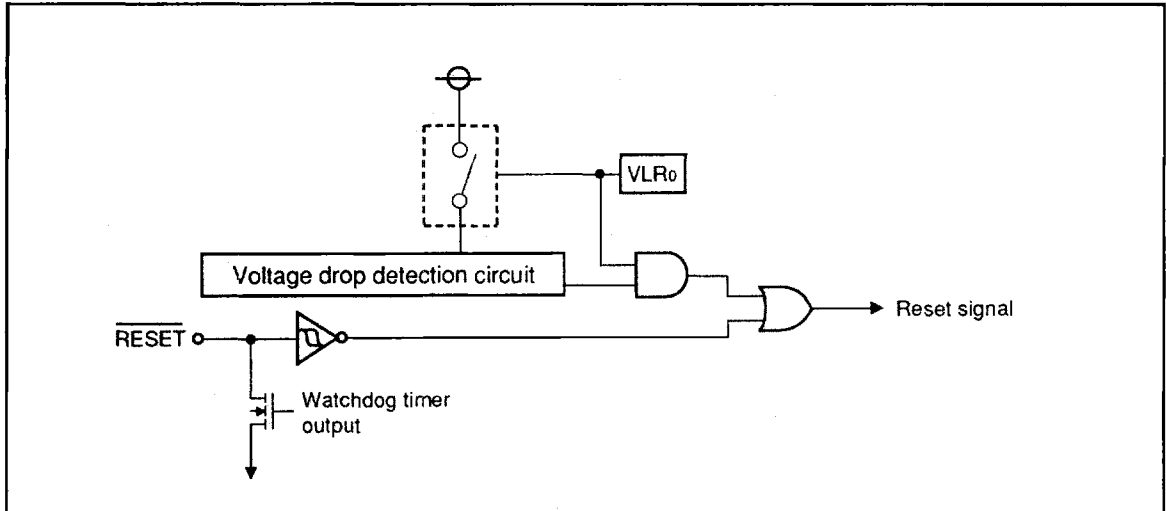 VLR0
Voltage drop detection circuit
Reset signal
RESET
Watchdog timer
output